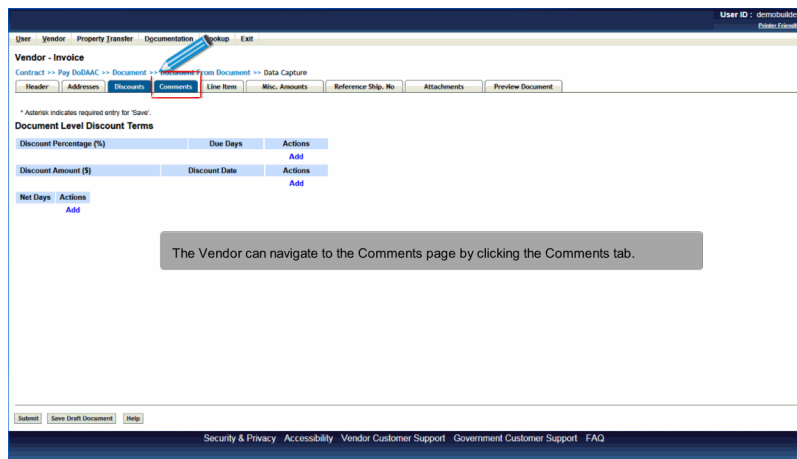 User ID : demobuilde
Printer Friendl
User Vendor Property Transfer Documentation Lookup Exit
Vendor - Invoice
Contract >> Pay DoDAAC >> Document >> Document From Document >> Data Capture
Header Addresses Discounts Comments Line Item Misc. Amounts Reference Ship. No Attachments Preview Document
* Asterisk indicates required entry for 'Save'.
Document Level Discount Terms
Discount Percentage (%) Due Days Actions
Add
Discount Amount ($) Discount Date Actions
Add
Net Days Actions
Add
The Vendor can navigate to the Comments page by clicking the Comments tab.
Submit Save Draft Document Help
Security & Privacy Accessibility Vendor Customer Support Government Customer Support FAQ